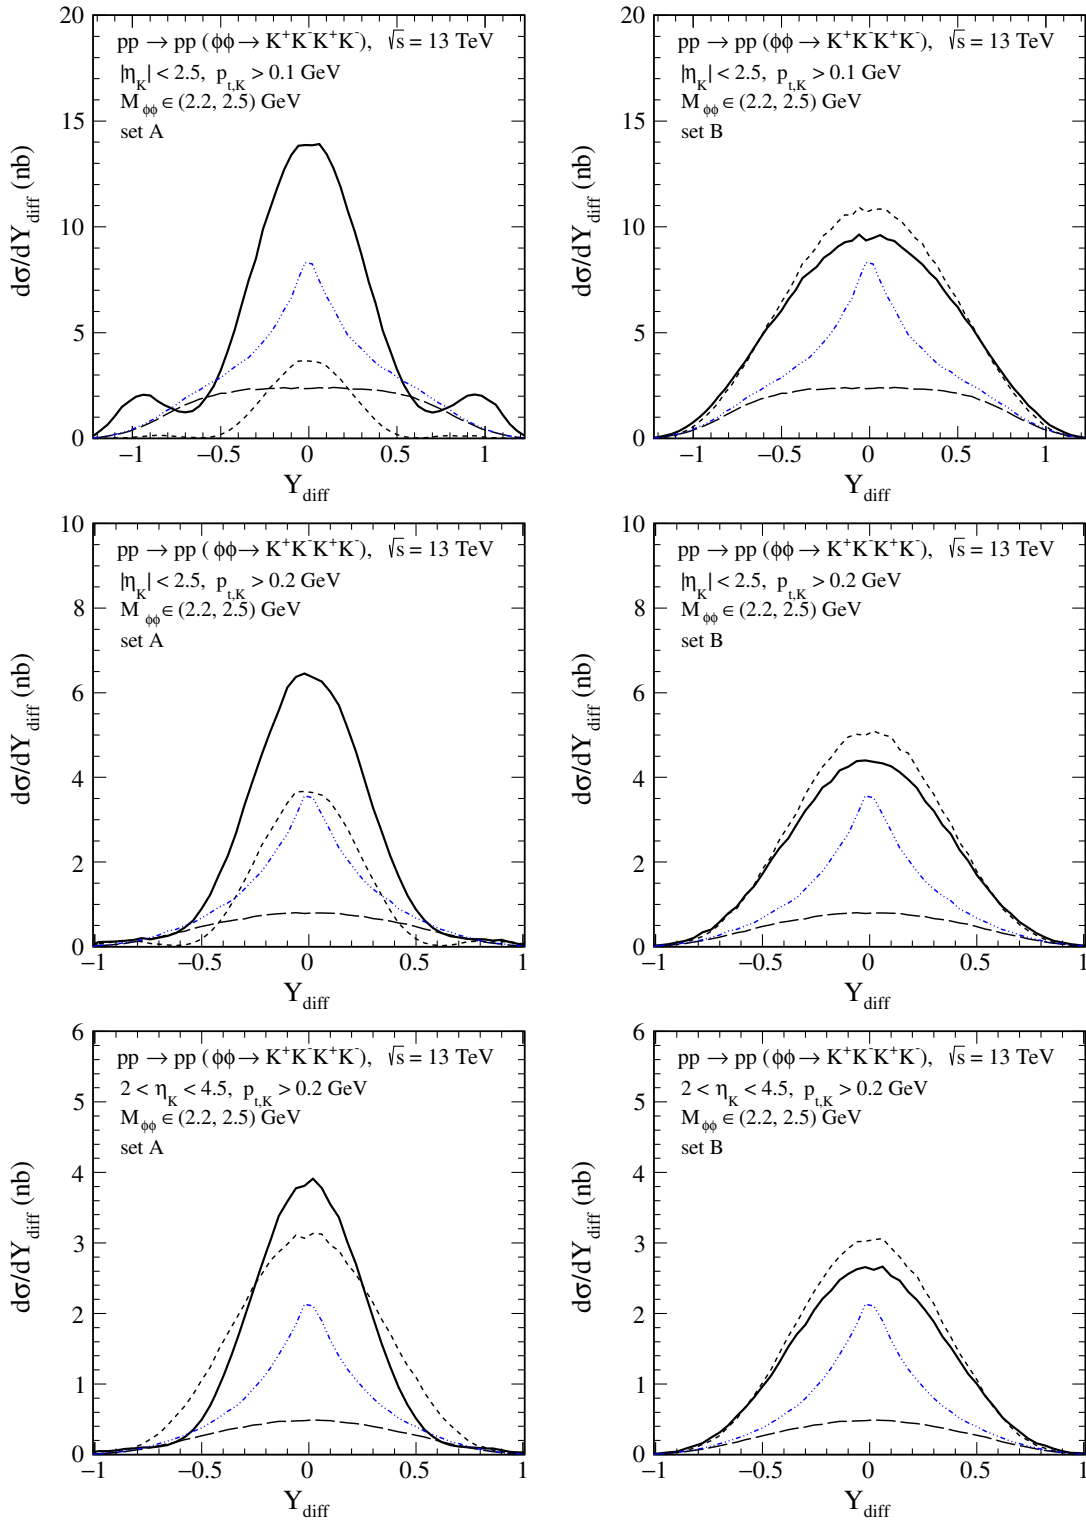 20
15
10
5
0
dσ/dY_diff (nb)
pp → pp (ϕϕ → K⁺K⁻K⁺K⁻), √s = 13 TeV
|η_K| < 2.5, p_t,K > 0.1 GeV
M_ϕϕ ∈ (2.2, 2.5) GeV
set A
−1 −0.5 0 0.5 1
Y_diff
20
15
10
5
0
dσ/dY_diff (nb)
pp → pp (ϕϕ → K⁺K⁻K⁺K⁻), √s = 13 TeV
|η_K| < 2.5, p_t,K > 0.1 GeV
M_ϕϕ ∈ (2.2, 2.5) GeV
set B
−1 −0.5 0 0.5 1
Y_diff
10
8
6
4
2
0
dσ/dY_diff (nb)
pp → pp (ϕϕ → K⁺K⁻K⁺K⁻), √s = 13 TeV
|η_K| < 2.5, p_t,K > 0.2 GeV
M_ϕϕ ∈ (2.2, 2.5) GeV
set A
−1 −0.5 0 0.5 1
Y_diff
10
8
6
4
2
0
dσ/dY_diff (nb)
pp → pp (ϕϕ → K⁺K⁻K⁺K⁻), √s = 13 TeV
|η_K| < 2.5, p_t,K > 0.2 GeV
M_ϕϕ ∈ (2.2, 2.5) GeV
set B
−1 −0.5 0 0.5 1
Y_diff
6
5
4
3
2
1
0
dσ/dY_diff (nb)
pp → pp (ϕϕ → K⁺K⁻K⁺K⁻), √s = 13 TeV
2 < η_K < 4.5, p_t,K > 0.2 GeV
M_ϕϕ ∈ (2.2, 2.5) GeV
set A
−1 −0.5 0 0.5 1
Y_diff
6
5
4
3
2
1
0
dσ/dY_diff (nb)
pp → pp (ϕϕ → K⁺K⁻K⁺K⁻), √s = 13 TeV
2 < η_K < 4.5, p_t,K > 0.2 GeV
M_ϕϕ ∈ (2.2, 2.5) GeV
set B
−1 −0.5 0 0.5 1
Y_diff